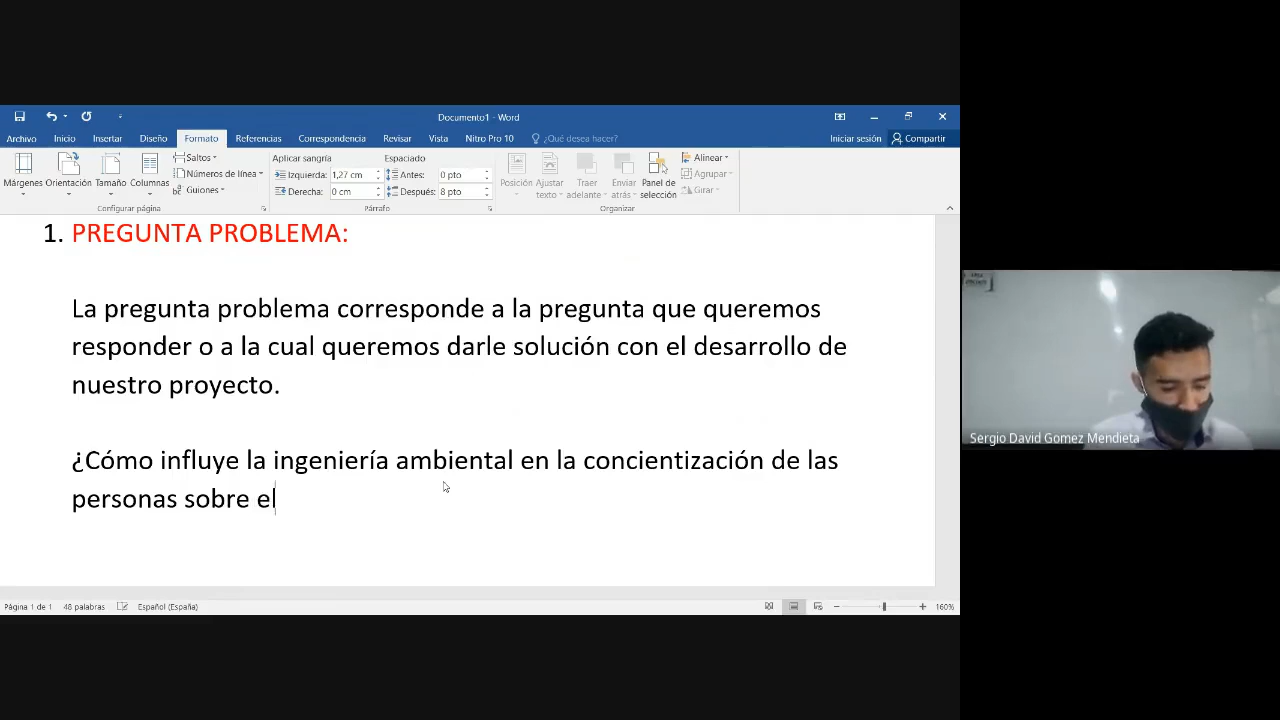 Documento1 - Word
Archivo Inicio Insertar Diseño Formato Referencias Correspondencia Revisar Vista Nitro Pro 10 ¿Qué desea hacer? Iniciar sesión Compartir
Márgenes Orientación Tamaño Columnas
Saltos
Números de línea
Guiones
Configurar página
Aplicar sangría Espaciado
Izquierda: 1,27 cm Antes: 0 pto
Derecha: 0 cm Después: 8 pto
Párrafo
Posición Ajustar texto Traer adelante Enviar atrás Panel de selección
Alinear
Agrupar
Girar
Organizar
1. PREGUNTA PROBLEMA:
La pregunta problema corresponde a la pregunta que queremos
responder o a la cual queremos darle solución con el desarrollo de
nuestro proyecto.
¿Cómo influye la ingeniería ambiental en la concientización de las
personas sobre el
Página 1 de 1 48 palabras Español (España) 160%
Sergio David Gomez Mendieta